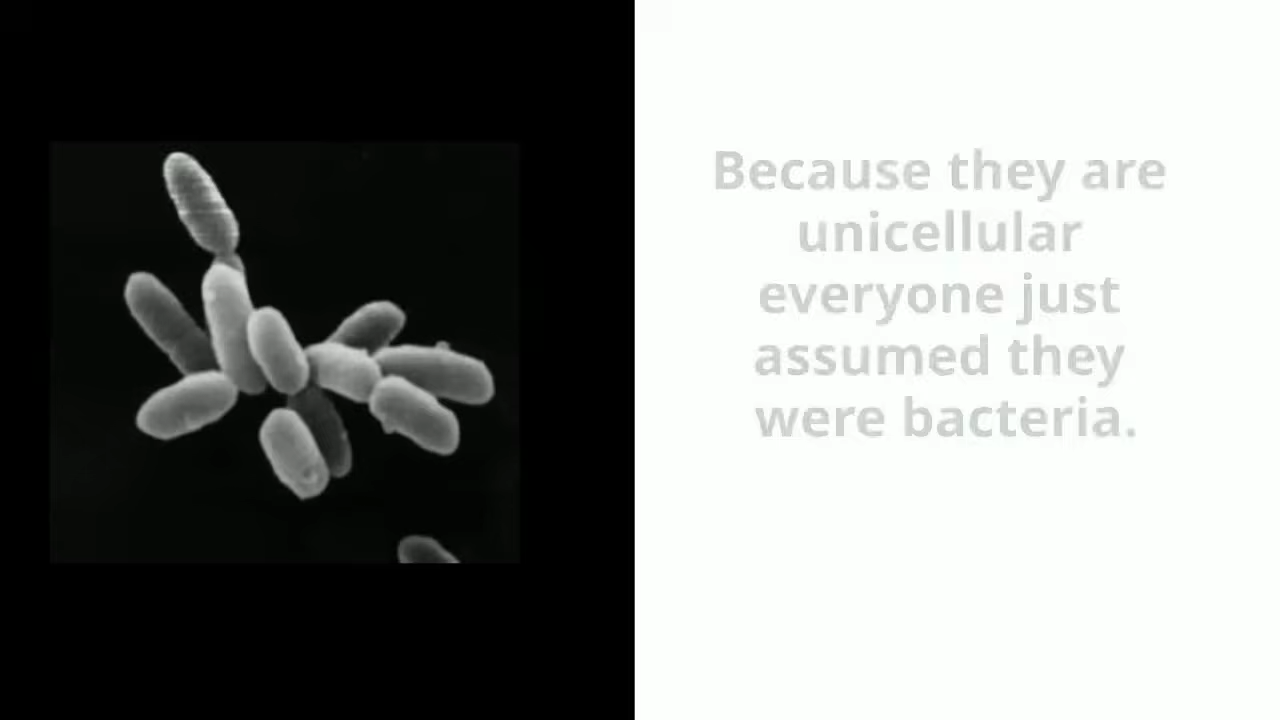 Because they are
unicellular
everyone just
assumed they
were bacteria.